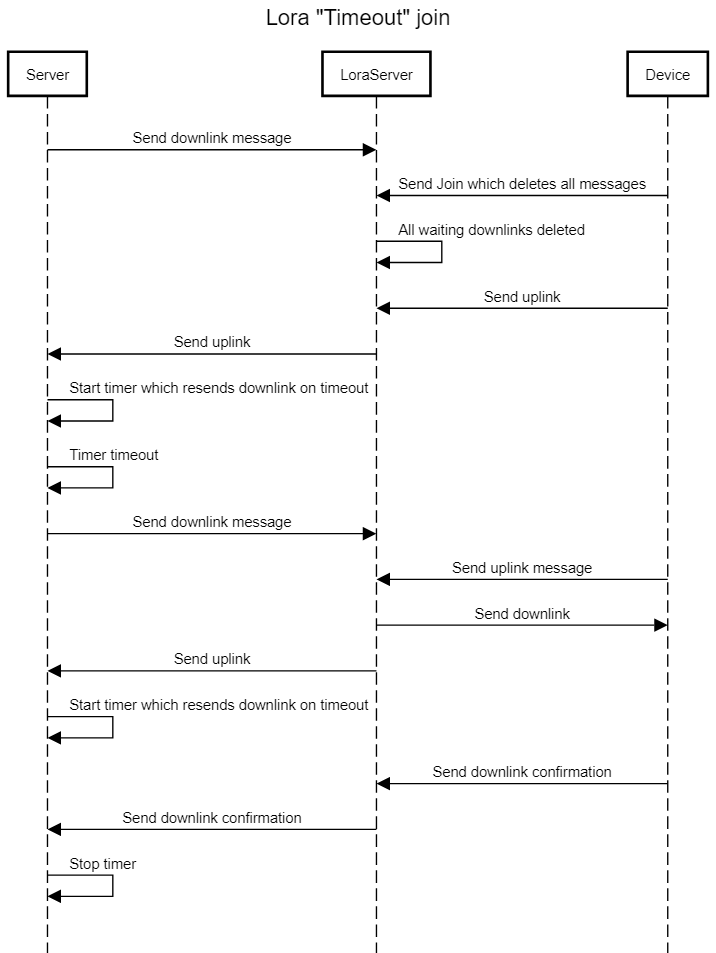 Lora "Timeout" join
Server
LoraServer
Device
Send downlink message
Send Join which deletes all messages
All waiting downlinks deleted
Send uplink
Send uplink
Start timer which resends downlink on timeout
Timer timeout
Send downlink message
Send uplink message
Send downlink
Send uplink
Start timer which resends downlink on timeout
Send downlink confirmation
Send downlink confirmation
Stop timer